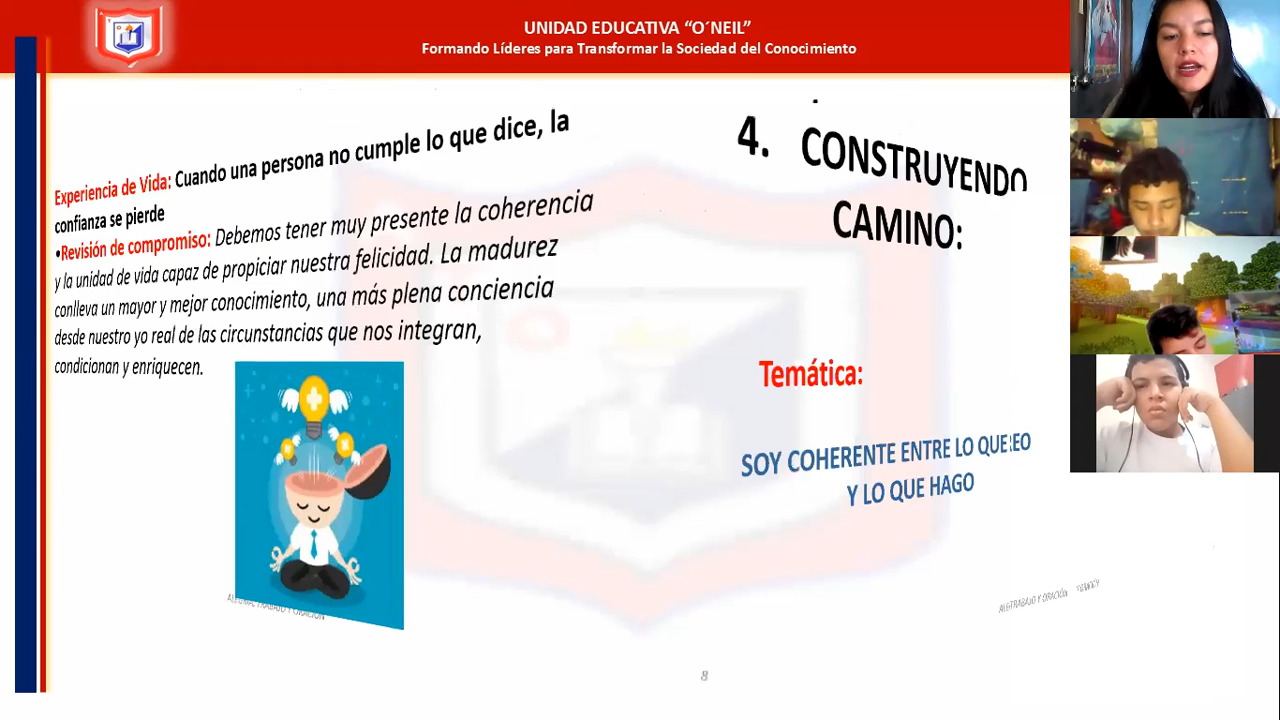 UNIDAD EDUCATIVA “O´NEIL”
Formando Líderes para Transformar la Sociedad del Conocimiento
Experiencia de Vida: Cuando una persona no cumple lo que dice, la
confianza se pierde
•Revisión de compromiso: Debemos tener muy presente la coherencia
y la unidad de vida capaz de propiciar nuestra felicidad. La madurez
conlleva un mayor y mejor conocimiento, una más plena conciencia
desde nuestro yo real de las circunstancias que nos integran,
condicionan y enriquecen.
4. CONSTRUYENDO
CAMINO:
Temática:
SOY COHERENTE ENTRE LO QUE
Y LO QUE HAGO
TRABAJO Y ORACIÓN
8